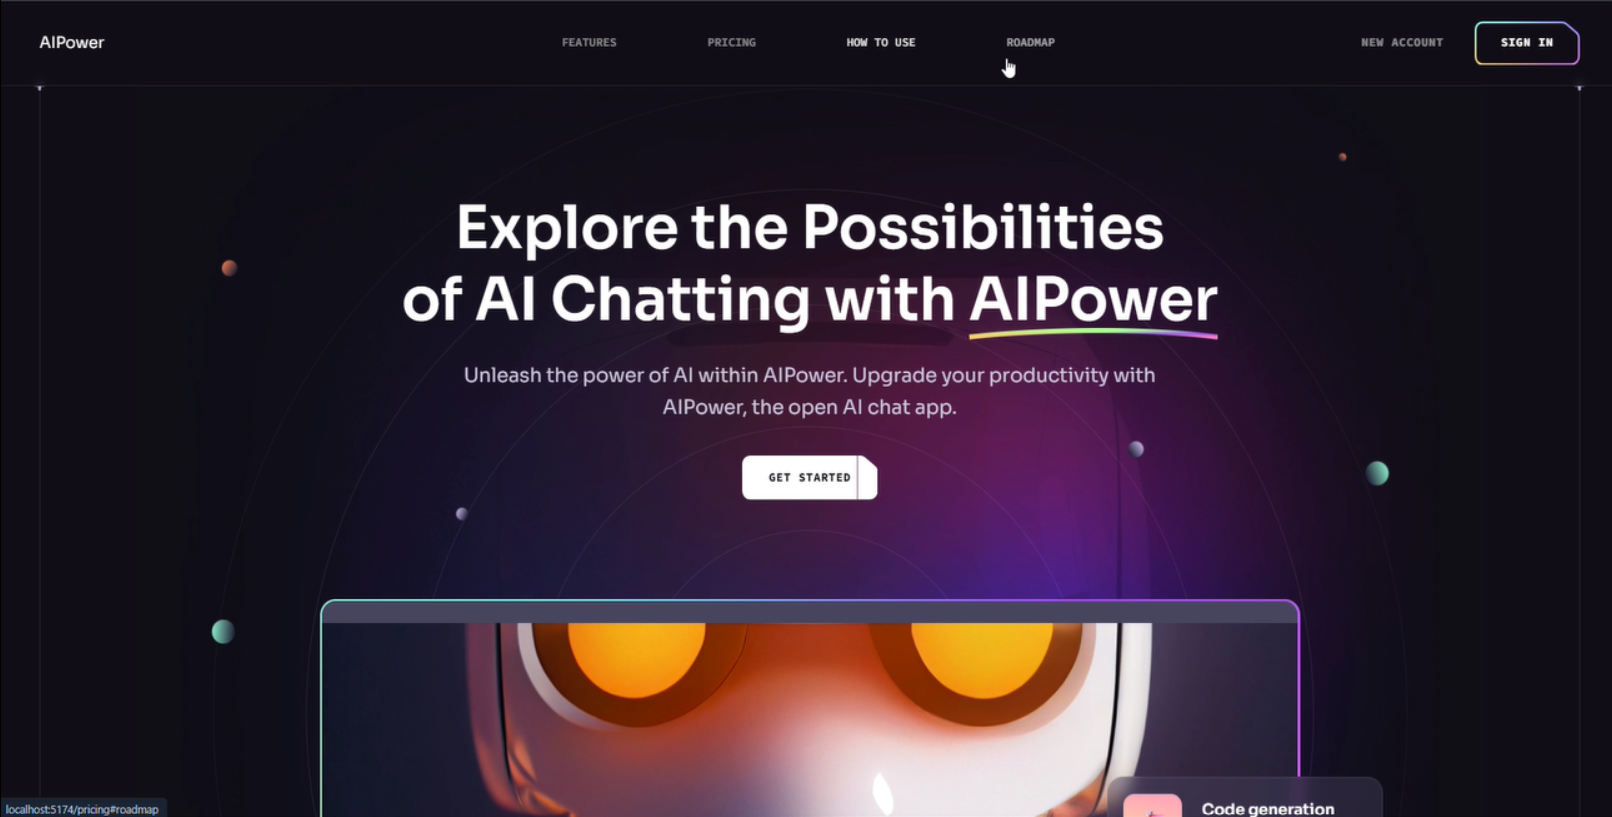 AIPower
FEATURES
PRICING
HOW TO USE
ROADMAP
NEW ACCOUNT
SIGN IN
Explore the Possibilities
of AI Chatting with AIPower
Unleash the power of AI within AIPower. Upgrade your productivity with
AIPower, the open AI chat app.
GET STARTED
Code generation
localhost:5174/pricing#roadmap